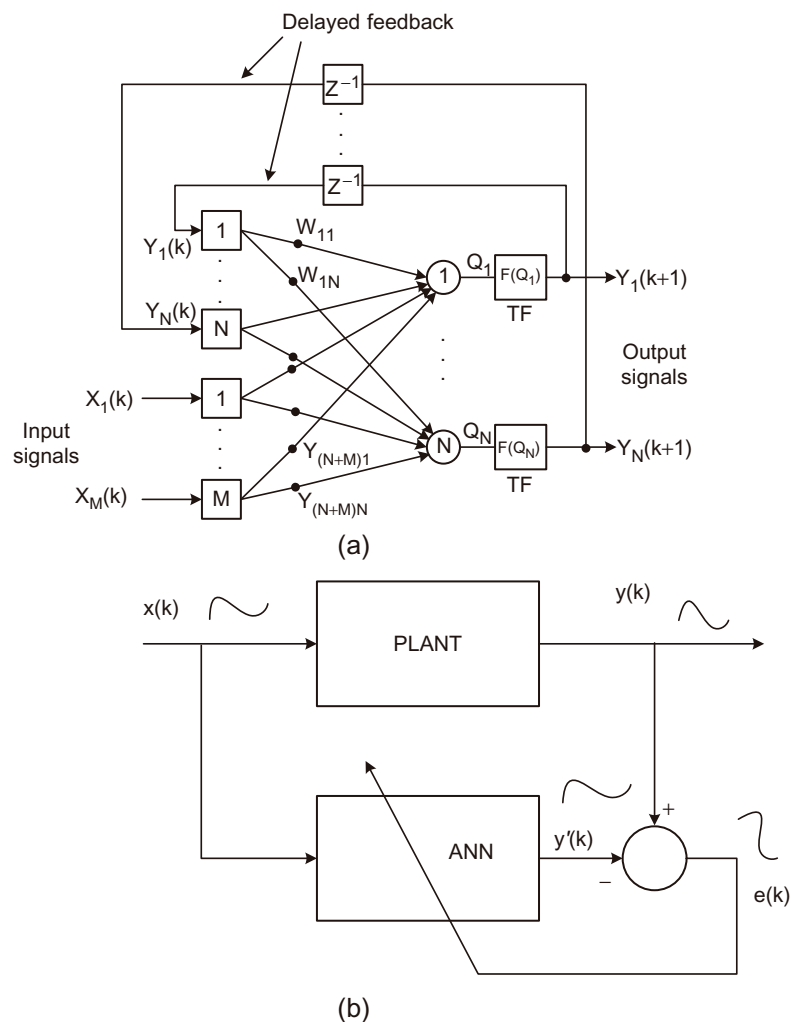 Delayed feedback
Z⁻¹
Z⁻¹
Y₁(k)
1
W₁₁
W₁N
1
Q₁
F(Q₁)
TF
Y₁(k+1)
Y_N(k)
N
Output
signals
X₁(k)
1
Input
signals
N
Q_N
F(Q_N)
TF
Y_N(k+1)
Y₍N+M₎1
X_M(k)
M
Y₍N+M₎N
(a)
x(k)
y(k)
PLANT
ANN
y'(k)
+
−
e(k)
(b)